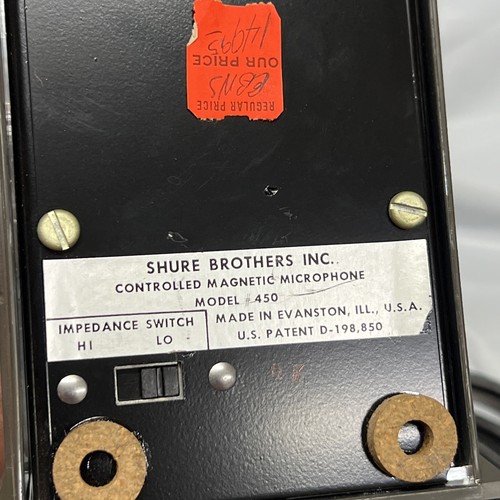 REGULAR PRICE
OUR PRICE
14995
SHURE BROTHERS INC.
CONTROLLED MAGNETIC MICROPHONE
MODEL 450
IMPEDANCE SWITCH
HI LO
MADE IN EVANSTON, ILL., U.S.A.
U.S. PATENT D-198,850